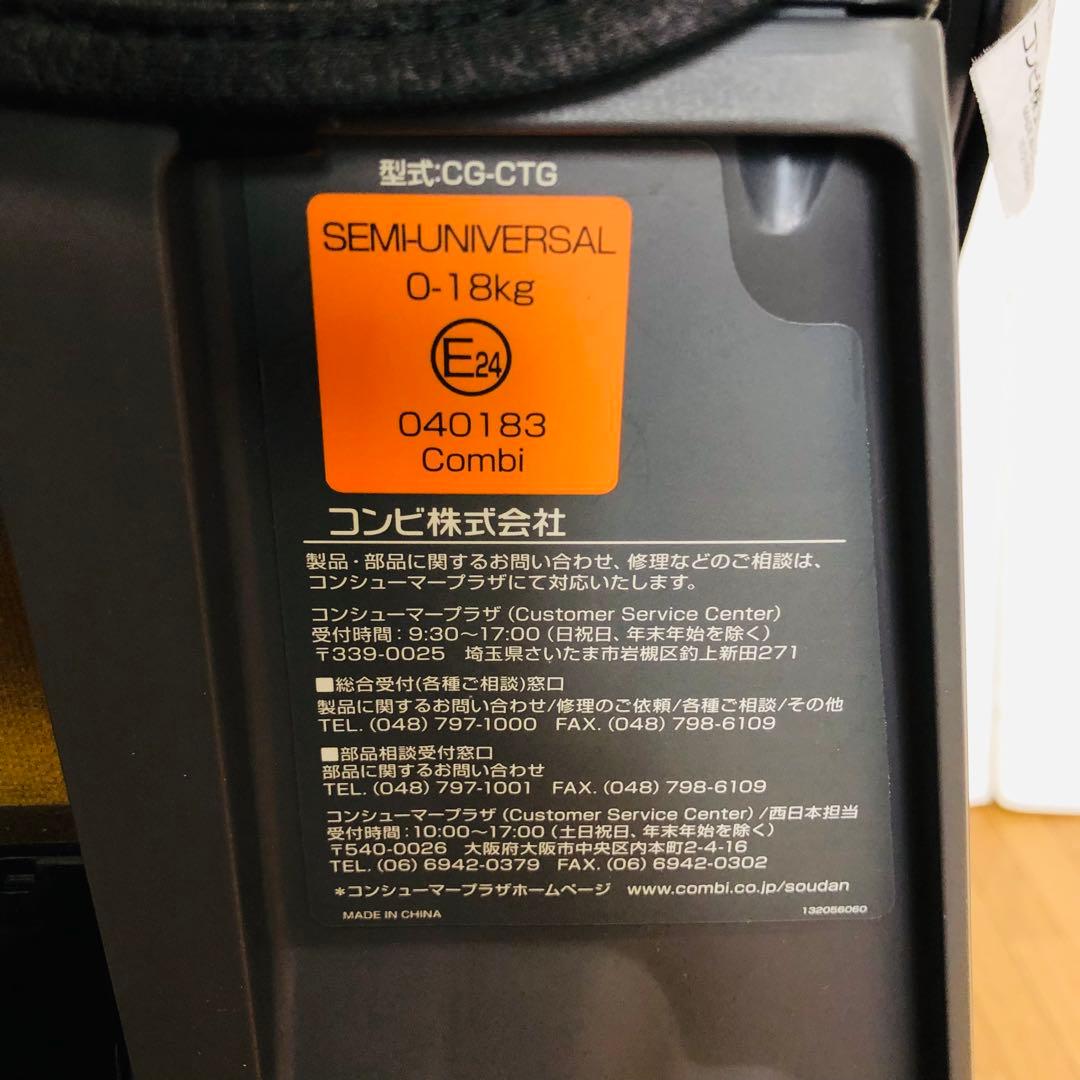 型式:CG-CTG
SEMI-UNIVERSAL
0-18kg
E24
040183
Combi
コンビ株式会社
製品・部品に関するお問い合わせ、修理などのご相談は、
コンシューマープラザにて対応いたします。
コンシューマープラザ (Customer Service Center)
受付時間:9:30〜17:00 (日祝日、年末年始を除く)
〒339-0025 埼玉県さいたま市岩槻区釣上新田271
■総合受付(各種ご相談)窓口
製品に関するお問い合わせ/修理のご依頼/各種ご相談/その他
TEL. (048) 797-1000 FAX. (048) 798-6109
■部品相談受付窓口
部品に関するお問い合わせ
TEL. (048) 797-1001 FAX. (048) 798-6109
コンシューマープラザ (Customer Service Center) /西日本担当
受付時間:10:00〜17:00 (土日祝日、年末年始を除く)
〒540-0026 大阪府大阪市中央区内本町2-4-16
TEL. (06) 6942-0379 FAX. (06) 6942-0302
*コンシューマープラザホームページ www.combi.co.jp/soudan
MADE IN CHINA 132056060